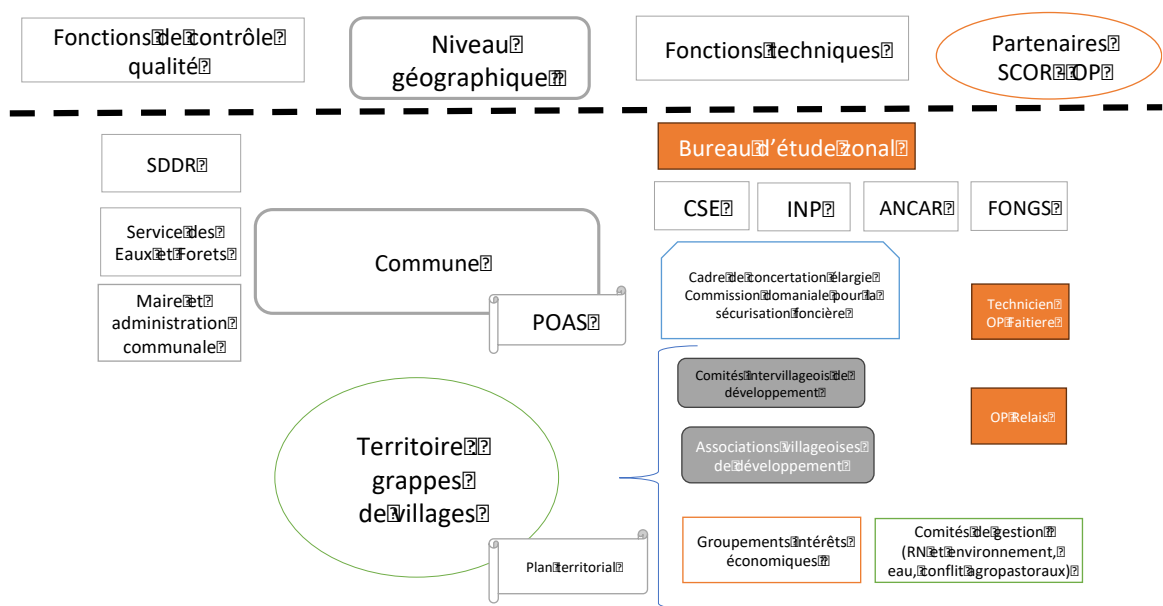 Fonctions de contrôle
qualité
Niveau
géographique
Fonctions techniques
Partenaires
SCOR - OP
SDDR
Bureau d'étude zonal
CSE
INP
ANCAR
FONGS
Service des
Eaux et Forets
Commune
Cadre de concertation élargie
Commission domaniale pour la
sécurisation foncière
Maire et
administration
communale
POAS
Technicien
OP Faitiere
Comités intervillageois de
développement
OP Relais
Territoire :
grappes
de villages
Associations villageoises
de développement
Groupements intérêts
économiques
Comités de gestion
(RN et environnement,
eau, conflit agropastoraux)
Plan territorial